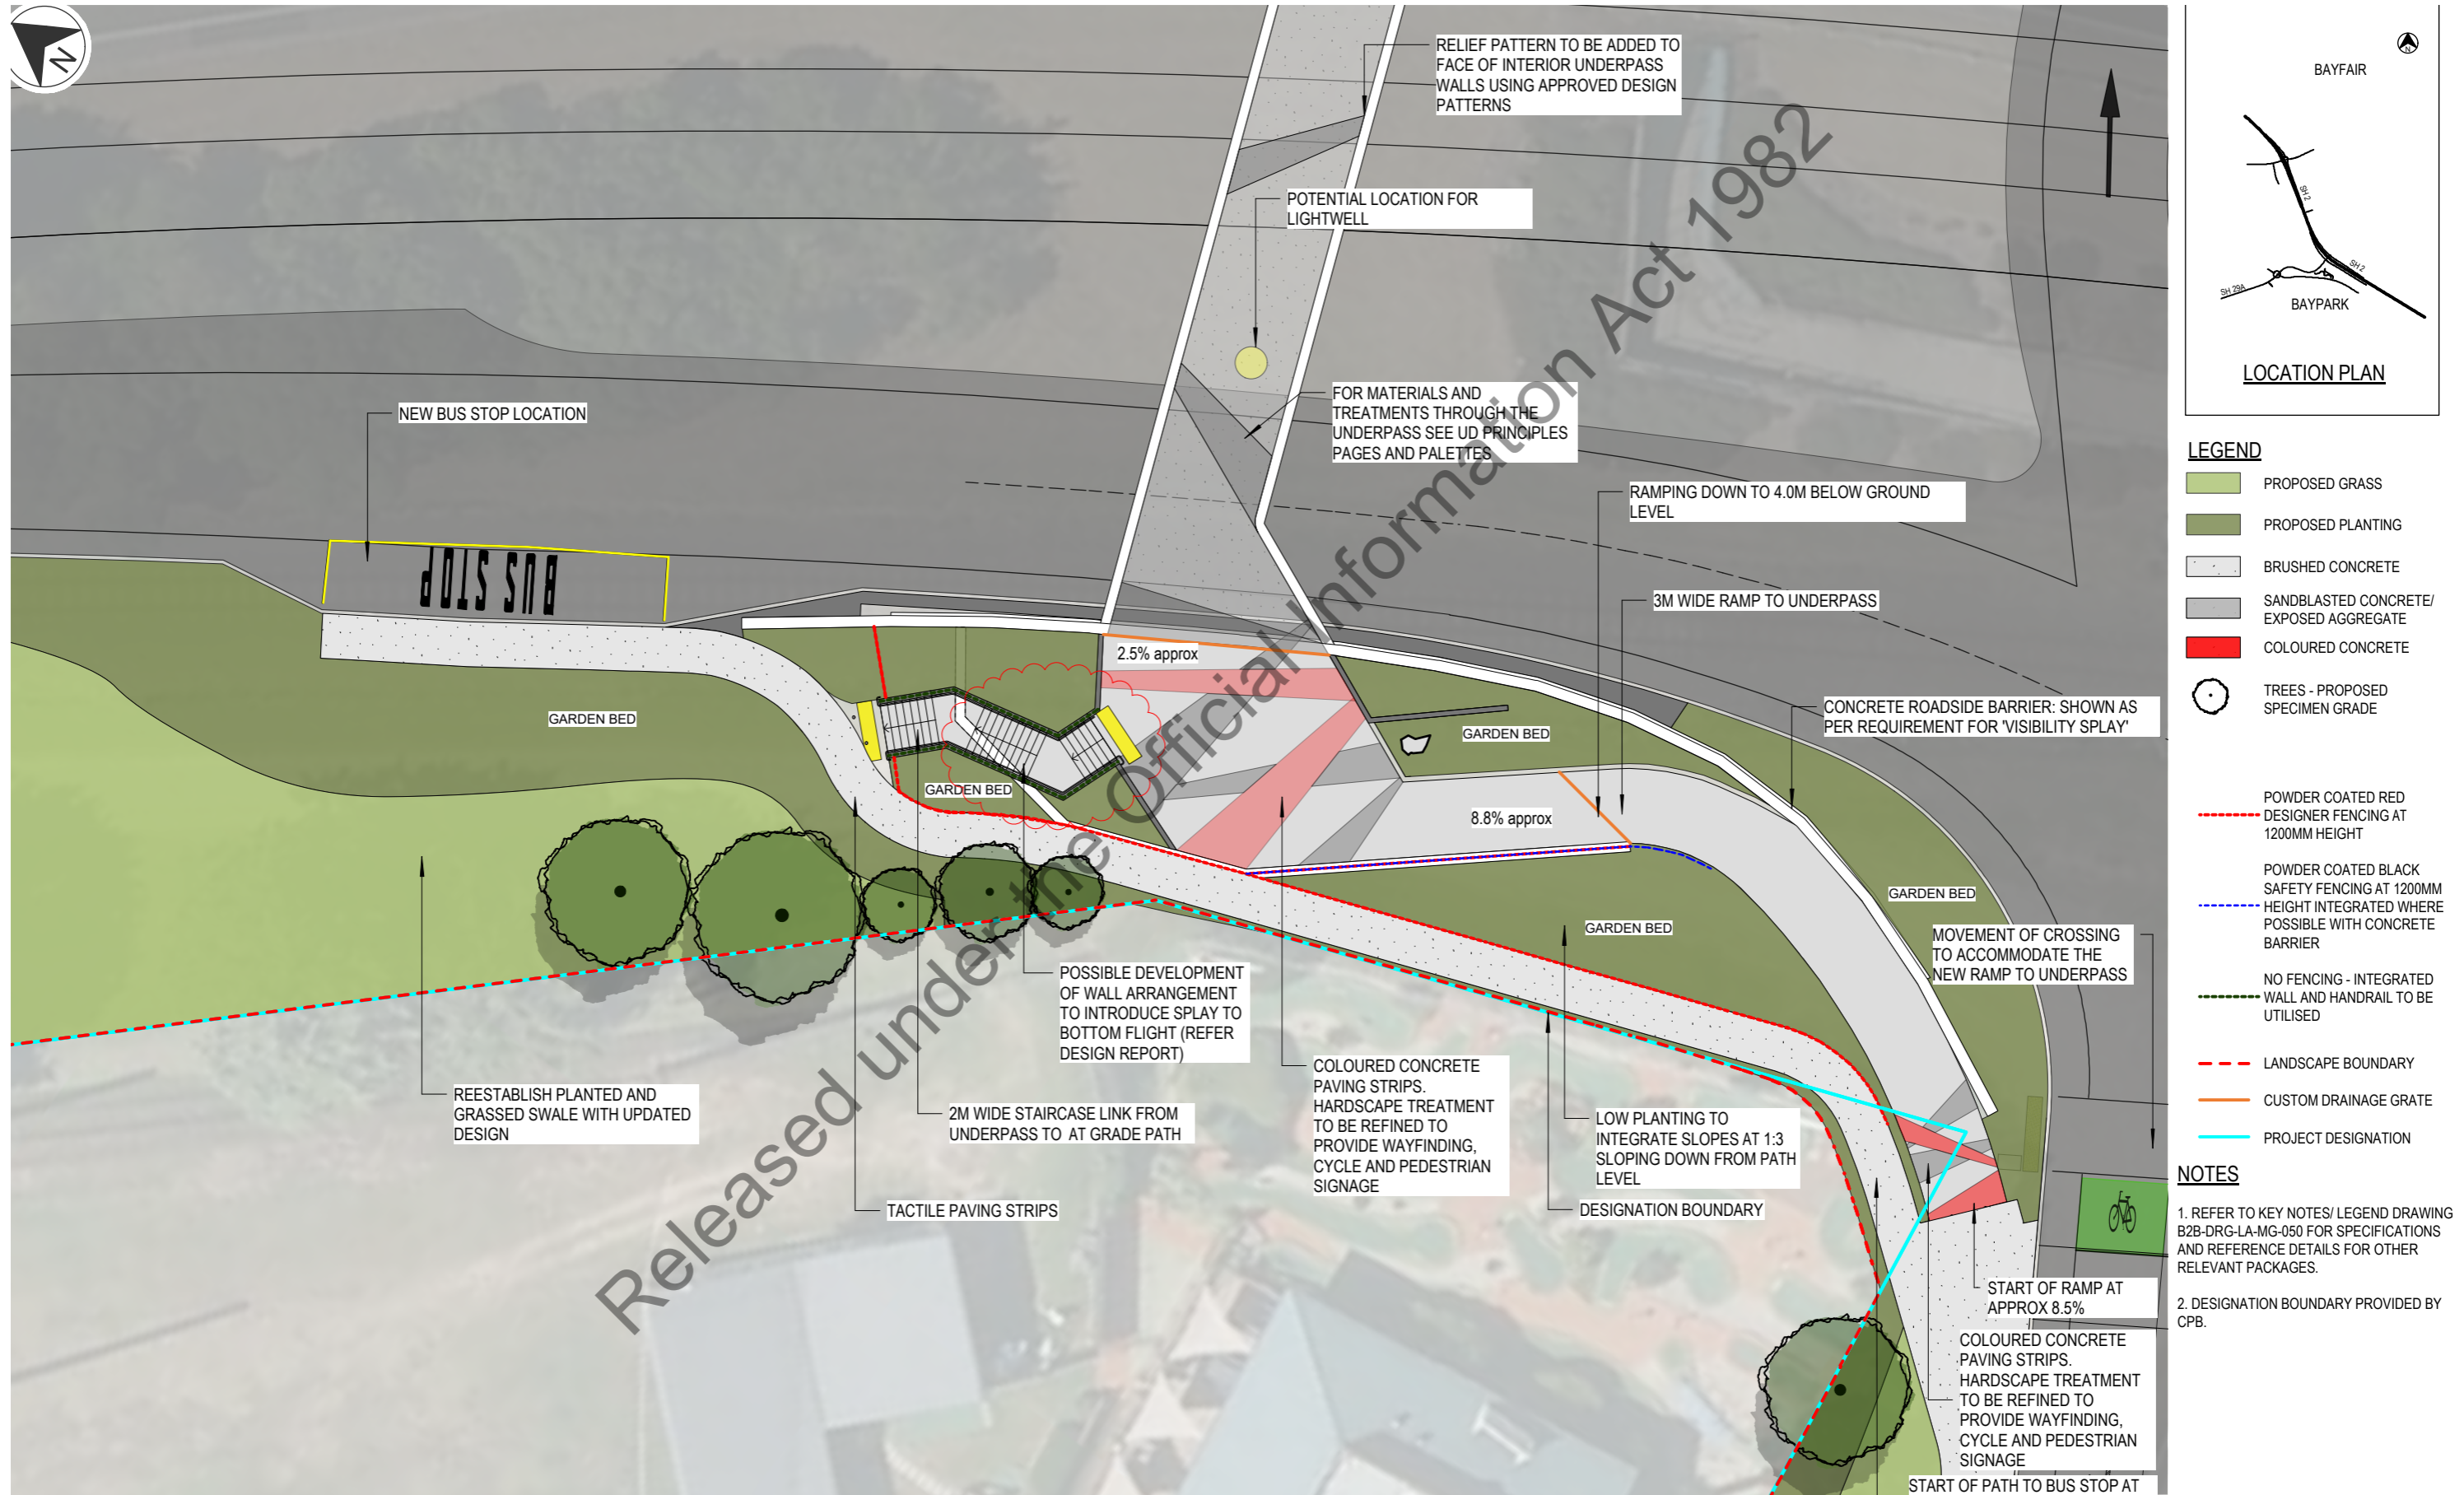 N
RELIEF PATTERN TO BE ADDED TO
FACE OF INTERIOR UNDERPASS
WALLS USING APPROVED DESIGN
PATTERNS
POTENTIAL LOCATION FOR
LIGHTWELL
FOR MATERIALS AND
TREATMENTS THROUGH THE
UNDERPASS SEE UD PRINCIPLES
PAGES AND PALETTES
NEW BUS STOP LOCATION
BUS STOP
RAMPING DOWN TO 4.0M BELOW GROUND
LEVEL
3M WIDE RAMP TO UNDERPASS
2.5% approx
CONCRETE ROADSIDE BARRIER: SHOWN AS
PER REQUIREMENT FOR 'VISIBILITY SPLAY'
GARDEN BED
GARDEN BED
GARDEN BED
8.8% approx
GARDEN BED
GARDEN BED
MOVEMENT OF CROSSING
TO ACCOMMODATE THE
NEW RAMP TO UNDERPASS
POSSIBLE DEVELOPMENT
OF WALL ARRANGEMENT
TO INTRODUCE SPLAY TO
BOTTOM FLIGHT (REFER
DESIGN REPORT)
REESTABLISH PLANTED AND
GRASSED SWALE WITH UPDATED
DESIGN
2M WIDE STAIRCASE LINK FROM
UNDERPASS TO AT GRADE PATH
TACTILE PAVING STRIPS
COLOURED CONCRETE
PAVING STRIPS.
HARDSCAPE TREATMENT
TO BE REFINED TO
PROVIDE WAYFINDING,
CYCLE AND PEDESTRIAN
SIGNAGE
LOW PLANTING TO
INTEGRATE SLOPES AT 1:3
SLOPING DOWN FROM PATH
LEVEL
DESIGNATION BOUNDARY
START OF RAMP AT
APPROX 8.5%
COLOURED CONCRETE
PAVING STRIPS.
HARDSCAPE TREATMENT
TO BE REFINED TO
PROVIDE WAYFINDING,
CYCLE AND PEDESTRIAN
SIGNAGE
START OF PATH TO BUS STOP AT
Released under the Official Information Act 1982
N
BAYFAIR
SH 2
SH 2
SH 29A
BAYPARK
LOCATION PLAN
LEGEND
PROPOSED GRASS
PROPOSED PLANTING
BRUSHED CONCRETE
SANDBLASTED CONCRETE/
EXPOSED AGGREGATE
COLOURED CONCRETE
TREES - PROPOSED
SPECIMEN GRADE
POWDER COATED RED
DESIGNER FENCING AT
1200MM HEIGHT
POWDER COATED BLACK
SAFETY FENCING AT 1200MM
HEIGHT INTEGRATED WHERE
POSSIBLE WITH CONCRETE
BARRIER
NO FENCING - INTEGRATED
WALL AND HANDRAIL TO BE
UTILISED
LANDSCAPE BOUNDARY
CUSTOM DRAINAGE GRATE
PROJECT DESIGNATION
NOTES
1. REFER TO KEY NOTES/ LEGEND DRAWING
B2B-DRG-LA-MG-050 FOR SPECIFICATIONS
AND REFERENCE DETAILS FOR OTHER
RELEVANT PACKAGES.
2. DESIGNATION BOUNDARY PROVIDED BY
CPB.